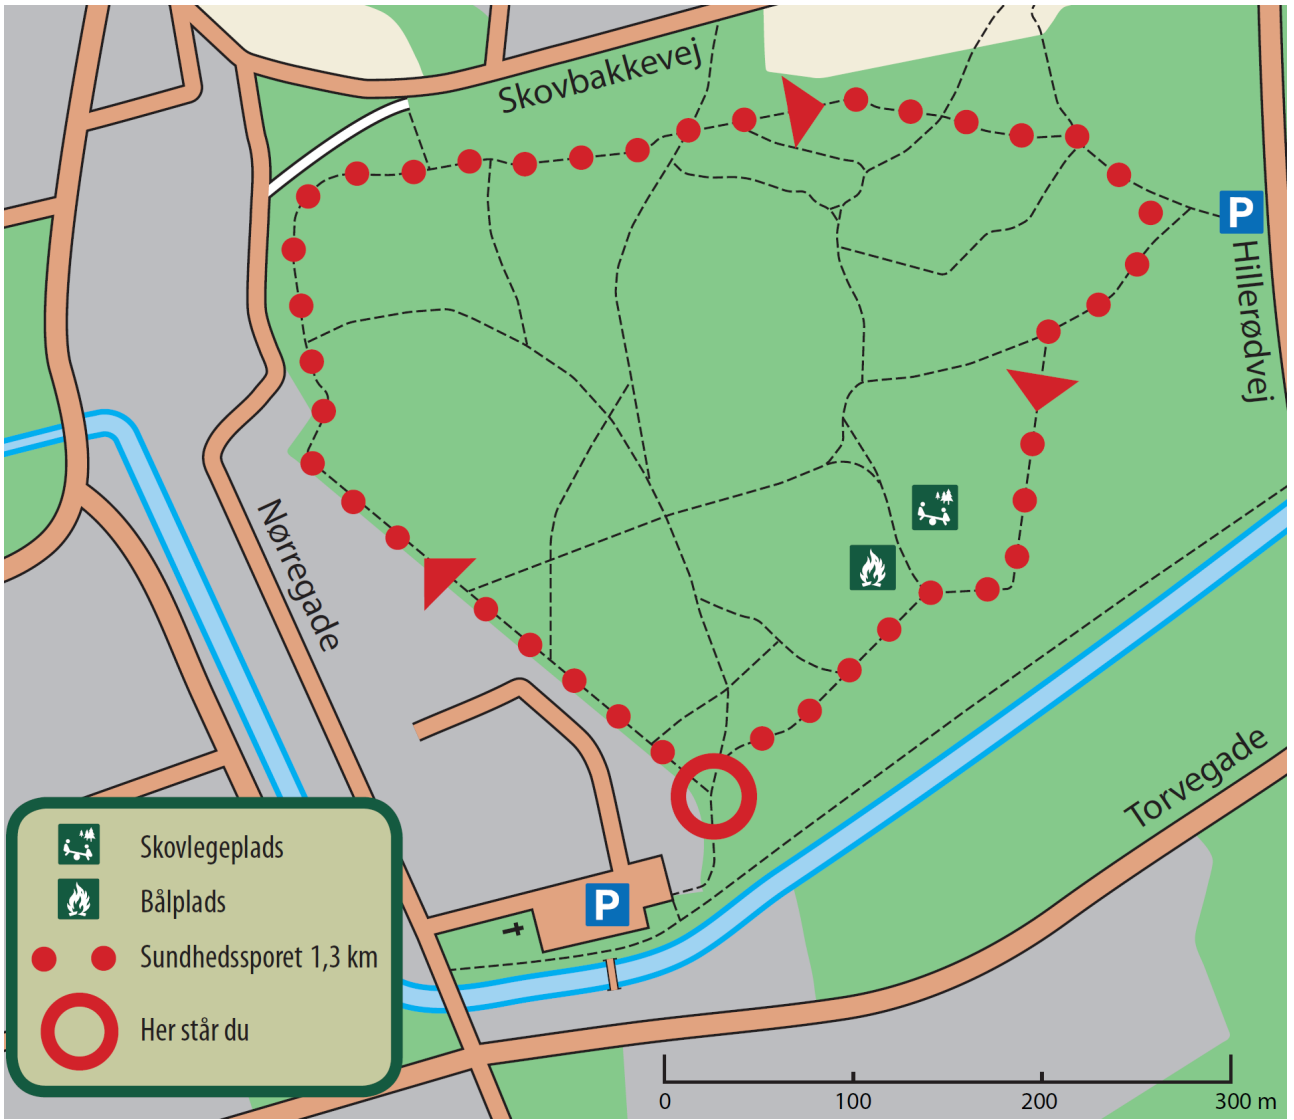 Skovbakkevej
P
Hillerødvej
Nørregade
Torvegade
P
Skovlegeplads
Bålplads
Sundhedssporet 1,3 km
Her står du
0 100 200 300 m